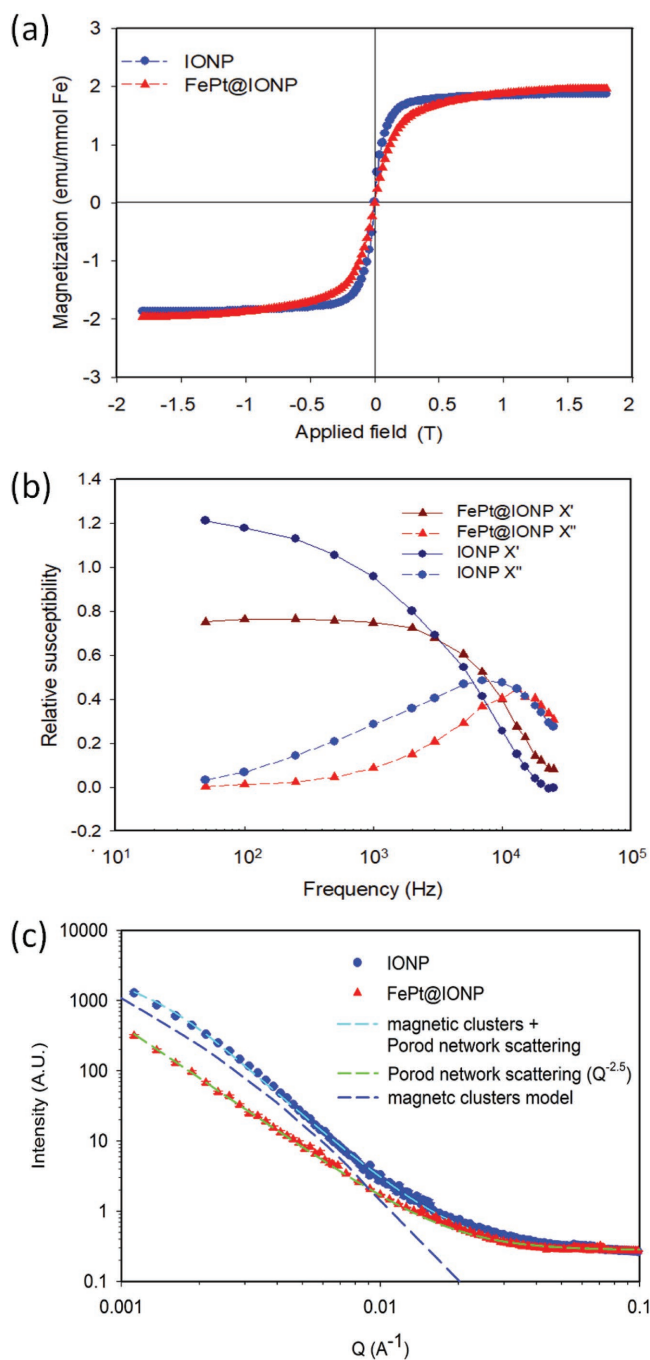 (a)
3
2
1
0
-1
-2
-3
Magnetization (emu/mmol Fe)
IONP
FePt@IONP
-2
-1.5
-1
-0.5
0
0.5
1
1.5
2
Applied field (T)
(b)
1.4
1.2
1.0
0.8
0.6
0.4
0.2
0.0
-0.2
Relative susceptibility
FePt@IONP X'
FePt@IONP X"
IONP X'
IONP X"
10¹
10²
10³
10⁴
10⁵
Frequency (Hz)
(c)
10000
1000
100
10
1
0.1
Intensity (A.U.)
IONP
FePt@IONP
magnetic clusters +
Porod network scattering
Porod network scattering (Q⁻²·⁵)
magnetc clusters model
0.001
0.01
0.1
Q (A⁻¹)